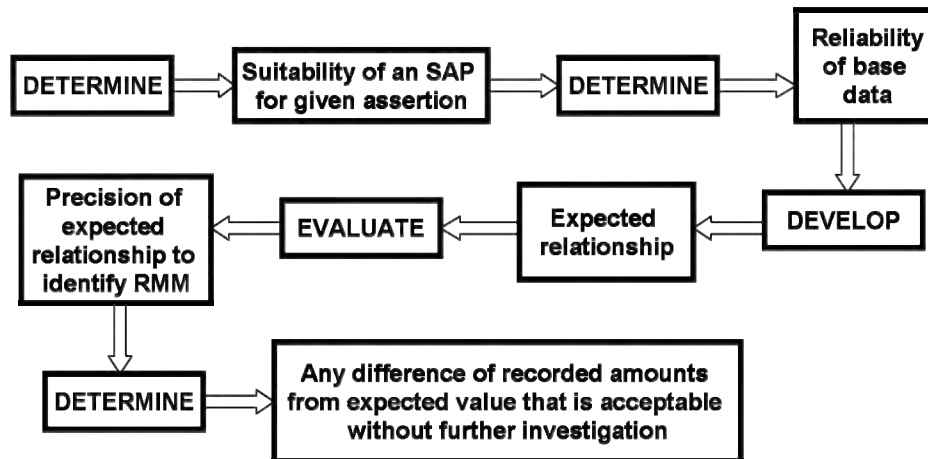 DETERMINE
Suitability of an SAP
for given assertion
DETERMINE
Reliability
of base
data
DEVELOP
Expected
relationship
EVALUATE
Precision of
expected
relationship to
identify RMM
DETERMINE
Any difference of recorded amounts
from expected value that is acceptable
without further investigation